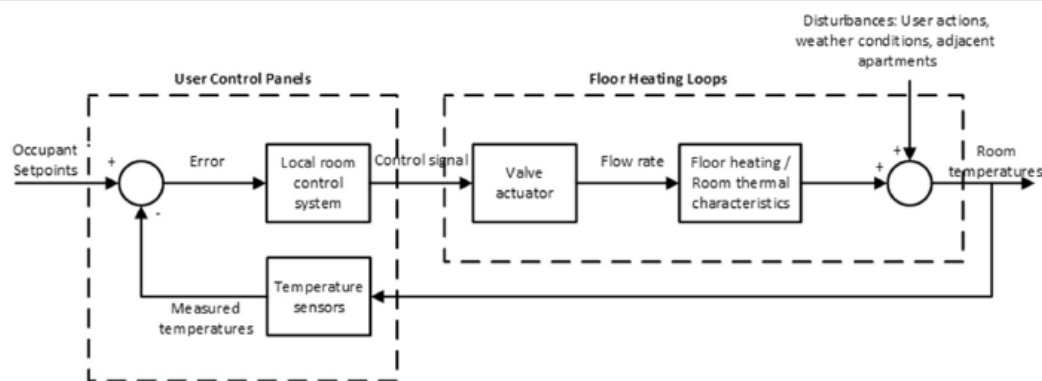 Disturbances: User actions,
weather conditions, adjacent
apartments
User Control Panels
Floor Heating Loops
Occupant
Setpoints
+
Error
Local room
control
system
Control signal
Valve
actuator
Flow rate
Floor heating /
Room thermal
characteristics
+
+
Room
temperatures
-
Temperature
sensors
Measured
temperatures